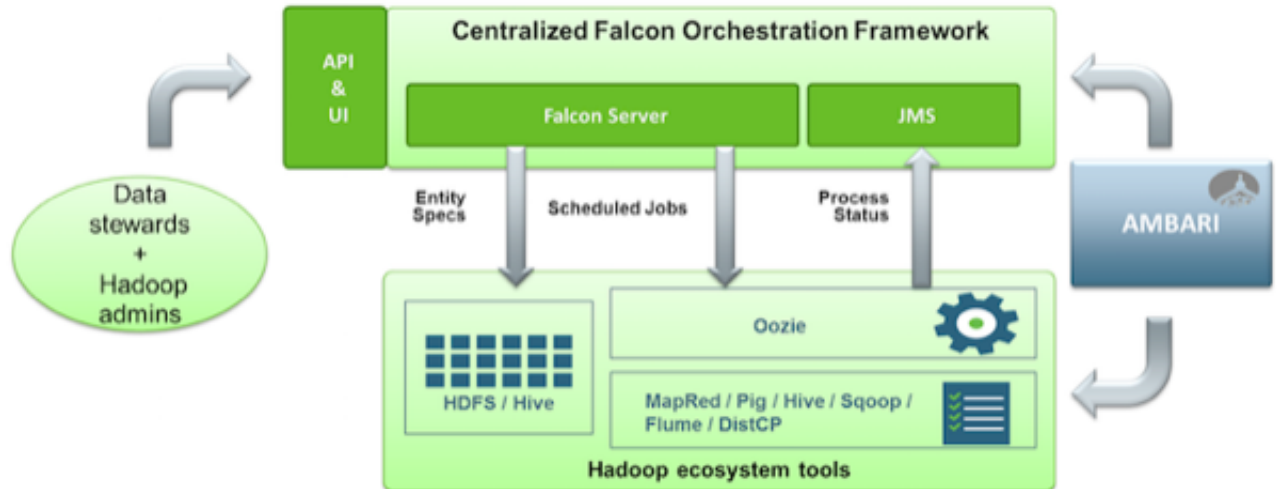 Centralized Falcon Orchestration Framework
API
&
UI
Falcon Server
JMS
Data
stewards
+
Hadoop
admins
Entity
Specs
Scheduled Jobs
Process
Status
AMBARI
Oozie
HDFS / Hive
MapRed / Pig / Hive / Sqoop /
Flume / DistCP
Hadoop ecosystem tools